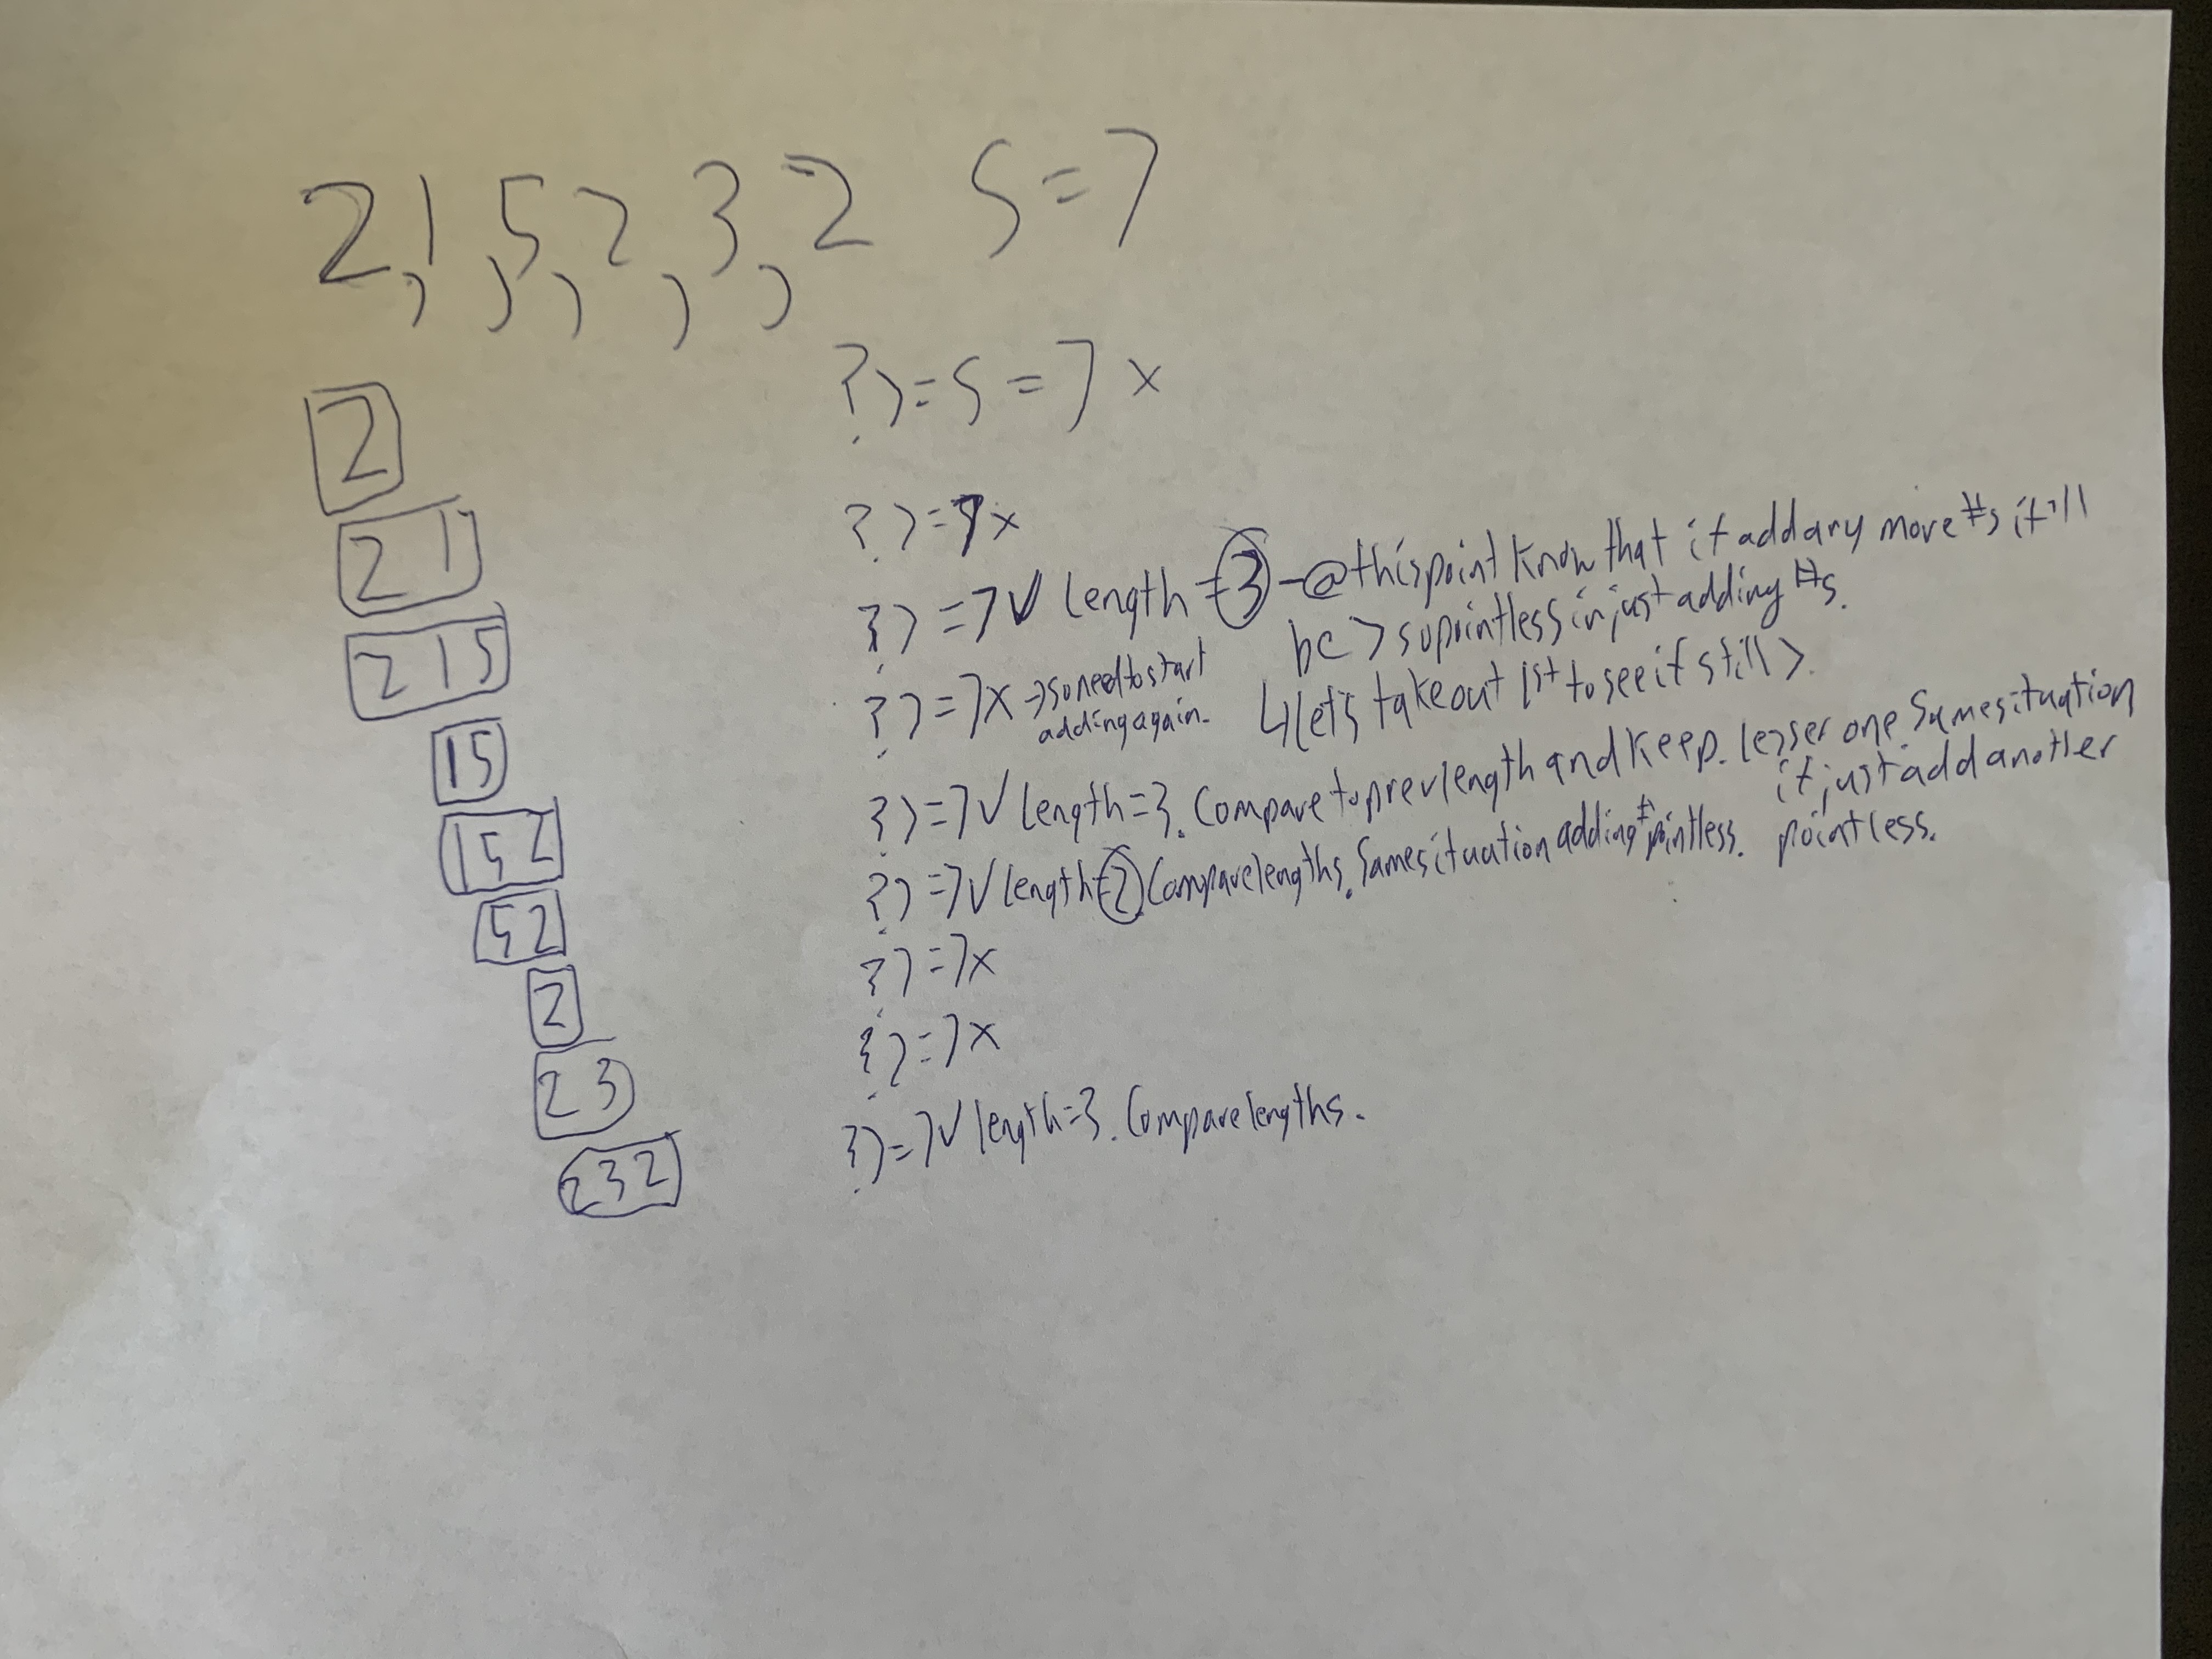 2,1,5,2,3,2 S=7
2 ? >= S = 7 x
2 1 ? >= 7 x
2 1 5 ? >= 7 ✓ length = 3 - @ this point know that if add any more #s it'll
be > so pointless in just adding #s.
↳ let's take out 1st to see if still >.
1 5 ? >= 7 x → so need to start
adding again.
1 5 2 ? >= 7 ✓ length = 3. Compare to prev length and keep lesser one. Same situation
if just add another
pointless.
5 2 ? >= 7 ✓ length = 2. Compare lengths. Same situation adding # pointless.
2 ? >= 7 x
2 3 ? >= 7 x
2 3 2 ? >= 7 ✓ length = 3. Compare lengths.